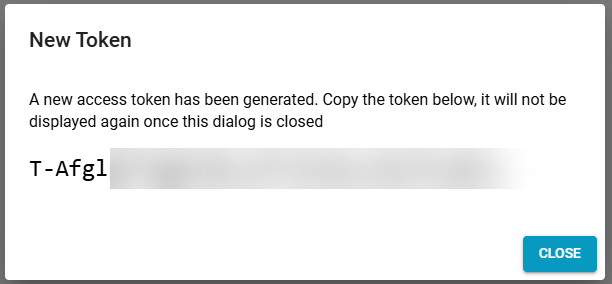 New Token
A new access token has been generated. Copy the token below, it will not be
displayed again once this dialog is closed
T-Afgl
CLOSE